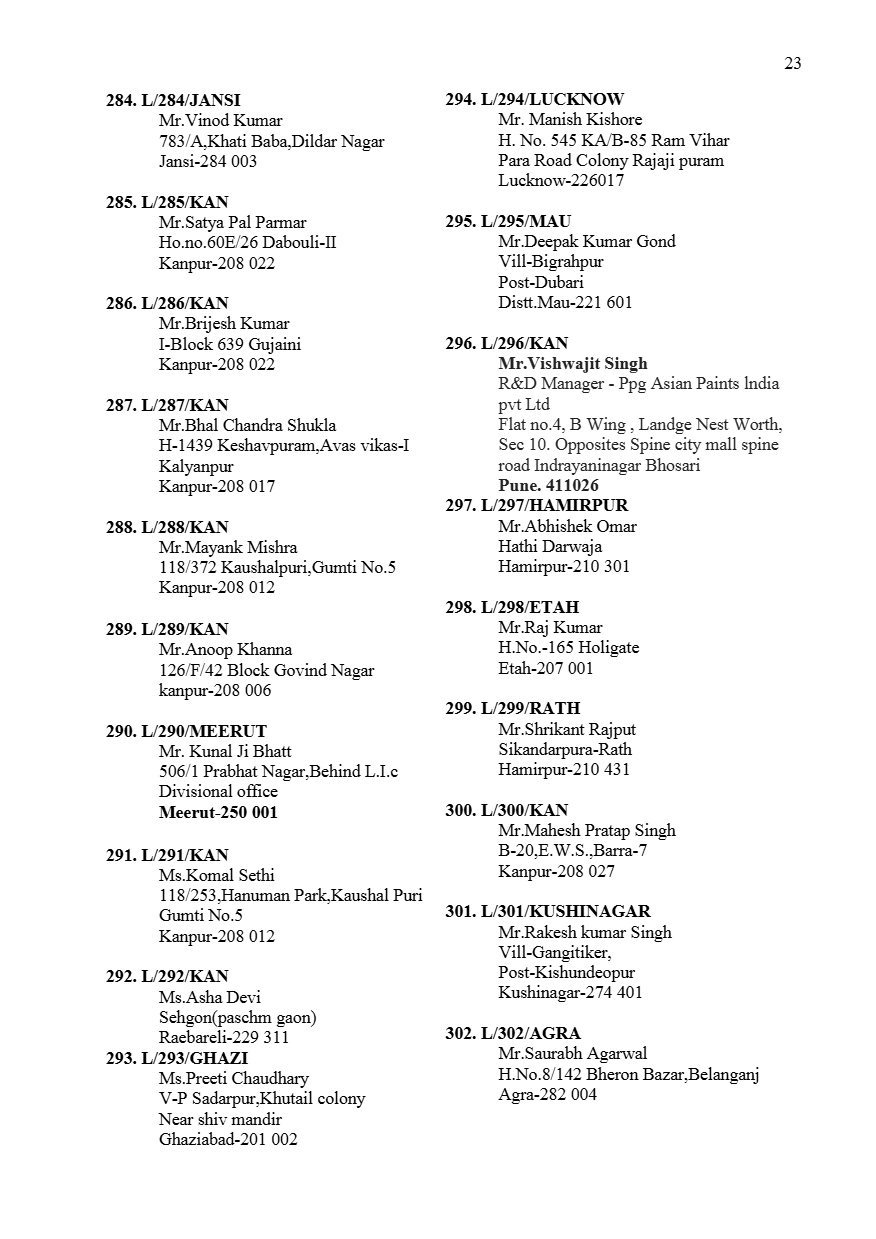 23
284. L/284/JANSI
Mr.Vinod Kumar
783/A,Khati Baba,Dildar Nagar
Jansi-284 003
285. L/285/KAN
Mr.Satya Pal Parmar
Ho.no.60E/26 Dabouli-II
Kanpur-208 022
286. L/286/KAN
Mr.Brijesh Kumar
I-Block 639 Gujaini
Kanpur-208 022
287. L/287/KAN
Mr.Bhal Chandra Shukla
H-1439 Keshavpuram,Avas vikas-I
Kalyanpur
Kanpur-208 017
288. L/288/KAN
Mr.Mayank Mishra
118/372 Kaushalpuri,Gumti No.5
Kanpur-208 012
289. L/289/KAN
Mr.Anoop Khanna
126/F/42 Block Govind Nagar
kanpur-208 006
290. L/290/MEERUT
Mr. Kunal Ji Bhatt
506/1 Prabhat Nagar,Behind L.I.c
Divisional office
Meerut-250 001
291. L/291/KAN
Ms.Komal Sethi
118/253,Hanuman Park,Kaushal Puri
Gumti No.5
Kanpur-208 012
292. L/292/KAN
Ms.Asha Devi
Sehgon(paschm gaon)
Raebareli-229 311
293. L/293/GHAZI
Ms.Preeti Chaudhary
V-P Sadarpur,Khutail colony
Near shiv mandir
Ghaziabad-201 002
294. L/294/LUCKNOW
Mr. Manish Kishore
H. No. 545 KA/B-85 Ram Vihar
Para Road Colony Rajaji puram
Lucknow-226017
295. L/295/MAU
Mr.Deepak Kumar Gond
Vill-Bigrahpur
Post-Dubari
Distt.Mau-221 601
296. L/296/KAN
Mr.Vishwajit Singh
R&D Manager - Ppg Asian Paints lndia
pvt Ltd
Flat no.4, B Wing , Landge Nest Worth,
Sec 10. Opposites Spine city mall spine
road Indrayaninagar Bhosari
Pune. 411026
297. L/297/HAMIRPUR
Mr.Abhishek Omar
Hathi Darwaja
Hamirpur-210 301
298. L/298/ETAH
Mr.Raj Kumar
H.No.-165 Holigate
Etah-207 001
299. L/299/RATH
Mr.Shrikant Rajput
Sikandarpura-Rath
Hamirpur-210 431
300. L/300/KAN
Mr.Mahesh Pratap Singh
B-20,E.W.S.,Barra-7
Kanpur-208 027
301. L/301/KUSHINAGAR
Mr.Rakesh kumar Singh
Vill-Gangitiker,
Post-Kishundeopur
Kushinagar-274 401
302. L/302/AGRA
Mr.Saurabh Agarwal
H.No.8/142 Bheron Bazar,Belanganj
Agra-282 004